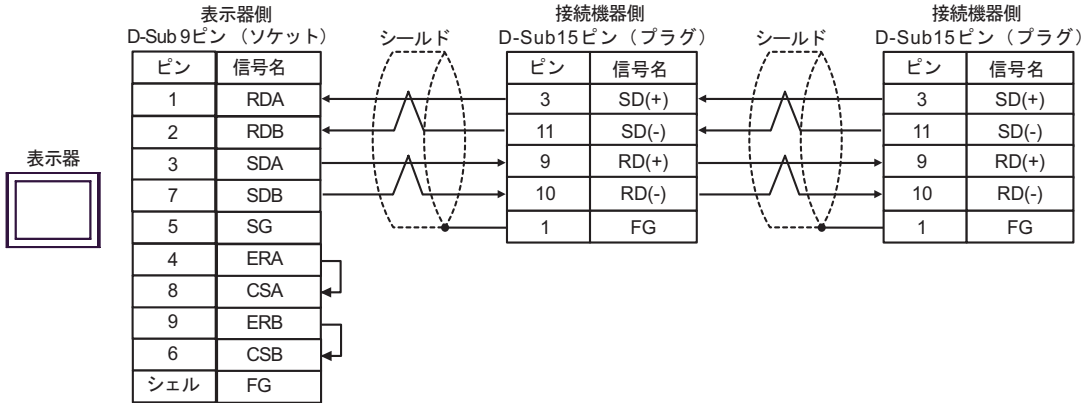 表示器
表示器側
D-Sub 9ピン（ソケット）
ピン 信号名
1 RDA
2 RDB
3 SDA
7 SDB
5 SG
4 ERA
8 CSA
9 ERB
6 CSB
シェル FG
シールド
接続機器側
D-Sub15ピン（プラグ）
ピン 信号名
3 SD(+)
11 SD(-)
9 RD(+)
10 RD(-)
1 FG
シールド
接続機器側
D-Sub15ピン（プラグ）
ピン 信号名
3 SD(+)
11 SD(-)
9 RD(+)
10 RD(-)
1 FG